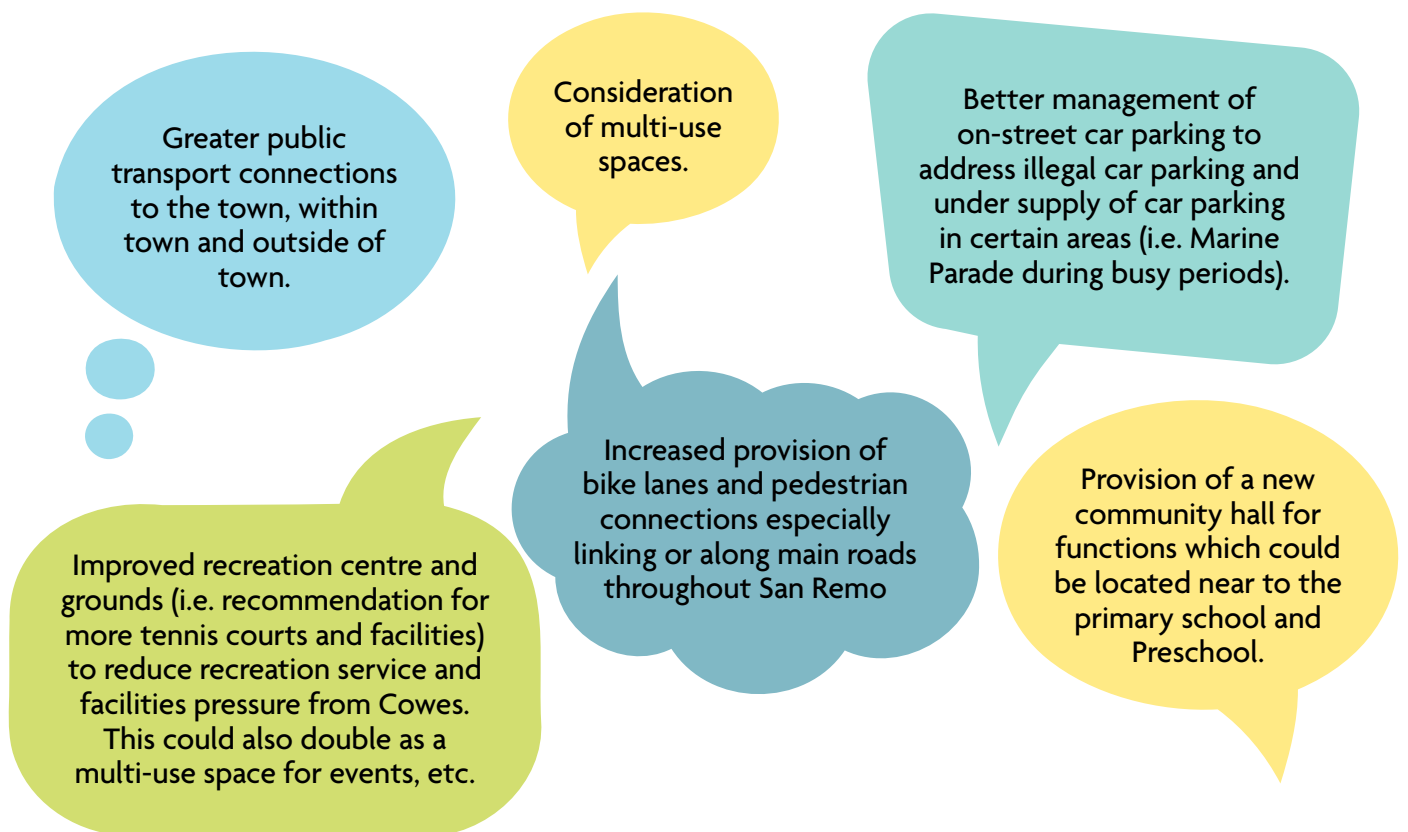 Greater public
transport connections
to the town, within
town and outside of
town.
Consideration
of multi-use
spaces.
Better management of
on-street car parking to
address illegal car parking and
under supply of car parking
in certain areas (i.e. Marine
Parade during busy periods).
Improved recreation centre and
grounds (i.e. recommendation for
more tennis courts and facilities)
to reduce recreation service and
facilities pressure from Cowes.
This could also double as a
multi-use space for events, etc.
Increased provision of
bike lanes and pedestrian
connections especially
linking or along main roads
throughout San Remo
Provision of a new
community hall for
functions which could
be located near to the
primary school and
Preschool.